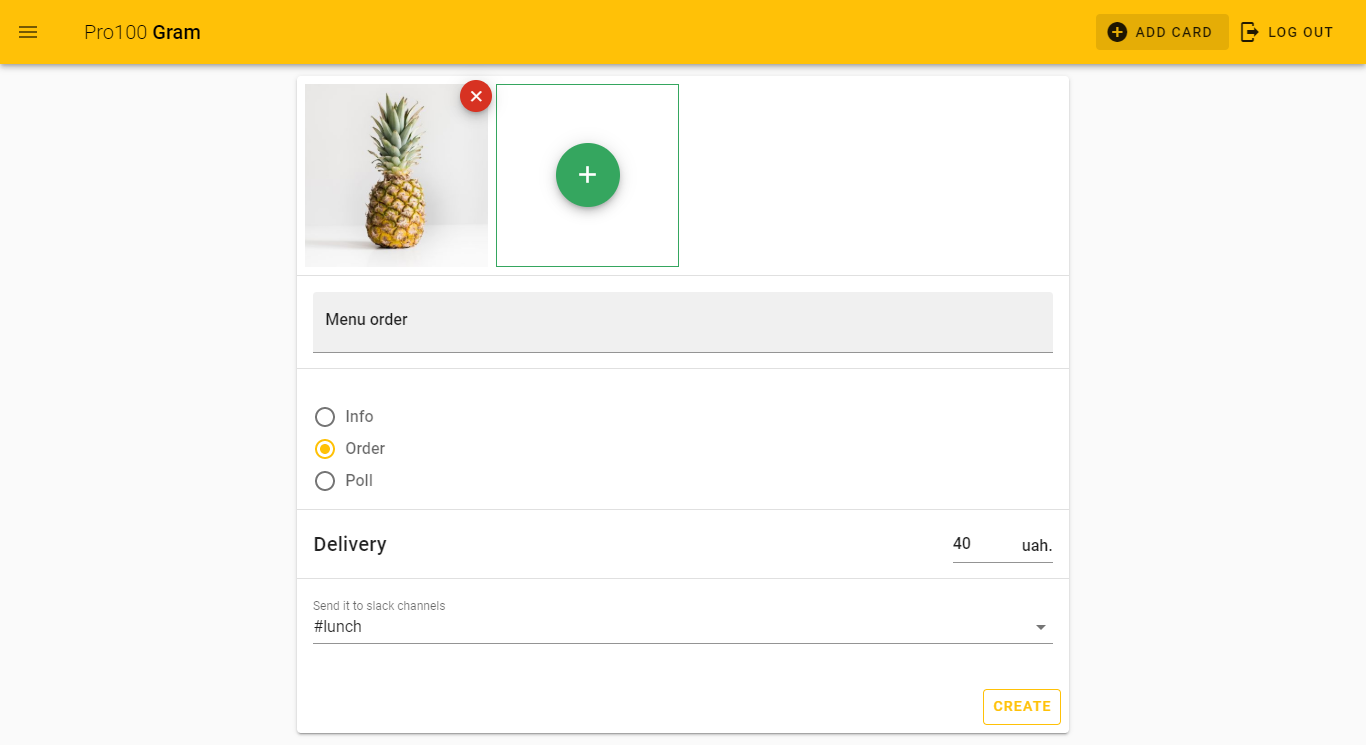 Pro100 Gram
ADD CARD
LOG OUT
Menu order
Info
Order
Poll
Delivery
40 uah.
Send it to slack channels
#lunch
CREATE